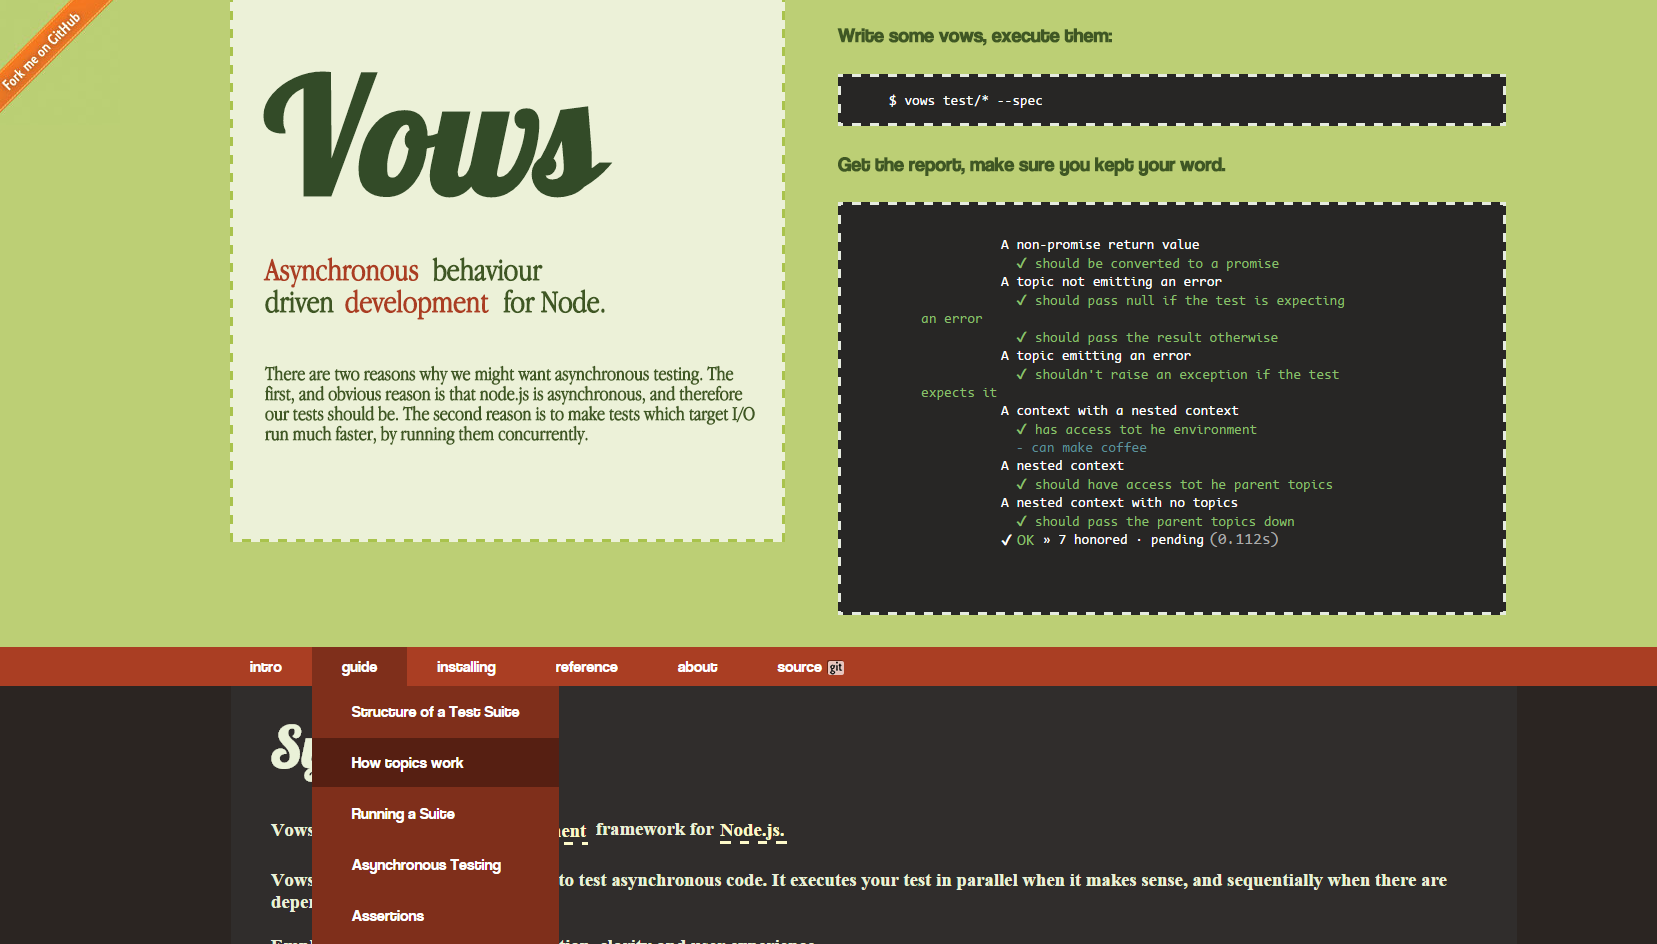 Fork me on GitHub
Vows
Asynchronous behaviour
driven development for Node.
There are two reasons why we might want asynchronous testing. The
first, and obvious reason is that node.js is asynchronous, and therefore
our tests should be. The second reason is to make tests which target I/O
run much faster, by running them concurrently.
Write some vows, execute them:
$ vows test/* --spec
Get the report, make sure you kept your word.
A non-promise return value
✓ should be converted to a promise
A topic not emitting an error
✓ should pass null if the test is expecting
an error
✓ should pass the result otherwise
A topic emitting an error
✓ shouldn't raise an exception if the test
expects it
A context with a nested context
✓ has access tot he environment
- can make coffee
A nested context
✓ should have access tot he parent topics
A nested context with no topics
✓ should pass the parent topics down
✓ OK » 7 honored · pending (0.112s)
intro guide installing reference about source git
Structure of a Test Suite
How topics work
Running a Suite
Asynchronous Testing
Assertions
Vows framework for Node.js.
Vows to test asynchronous code. It executes your test in parallel when it makes sense, and sequentially when there are
clarity and user experience